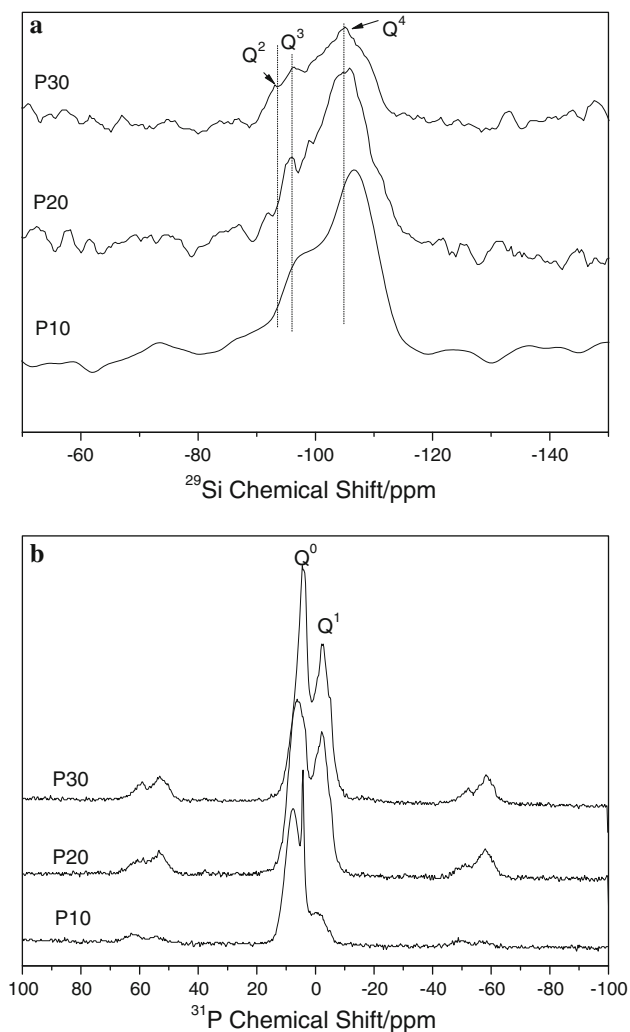 a
Q² Q³ Q⁴
P30
P20
P10
-60 -80 -100 -120 -140
²⁹Si Chemical Shift/ppm
b
Q⁰
Q¹
P30
P20
P10
100 80 60 40 20 0 -20 -40 -60 -80 -100
³¹P Chemical Shift/ppm